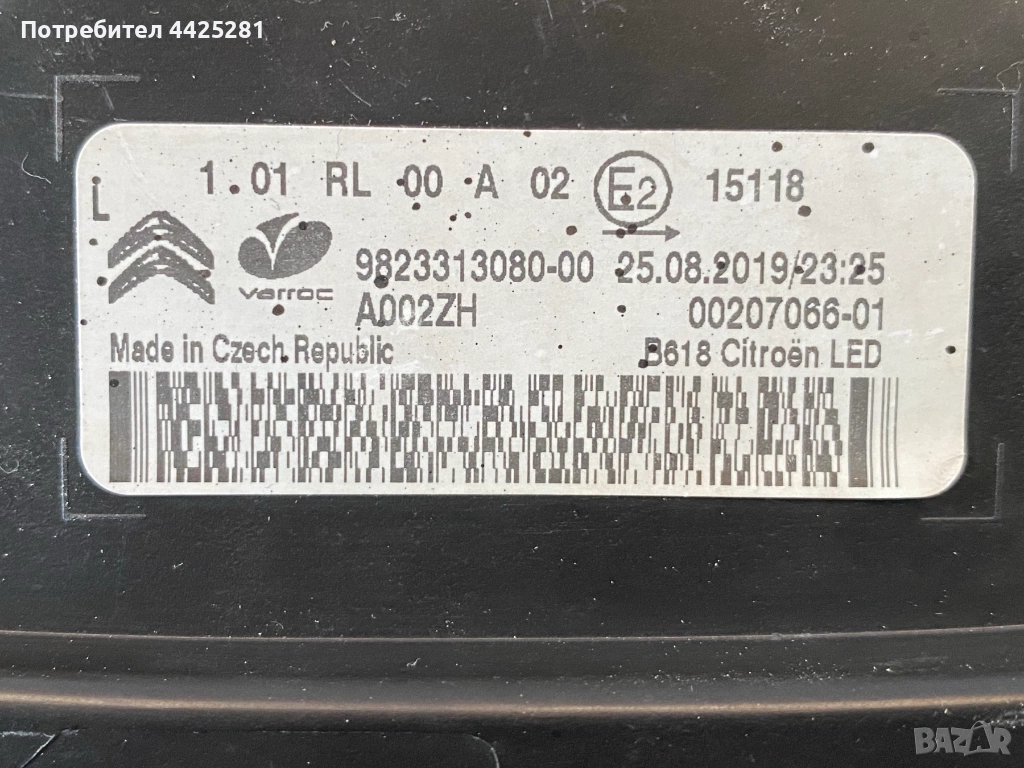 Потребител 4425281
1.01 RL 00 A 02 E2 15118
L
varroc
9823313080-00 25.08.2019/23:25
A002ZH 00207066-01
Made in Czech Republic B618 Citroën LED
BAZAR